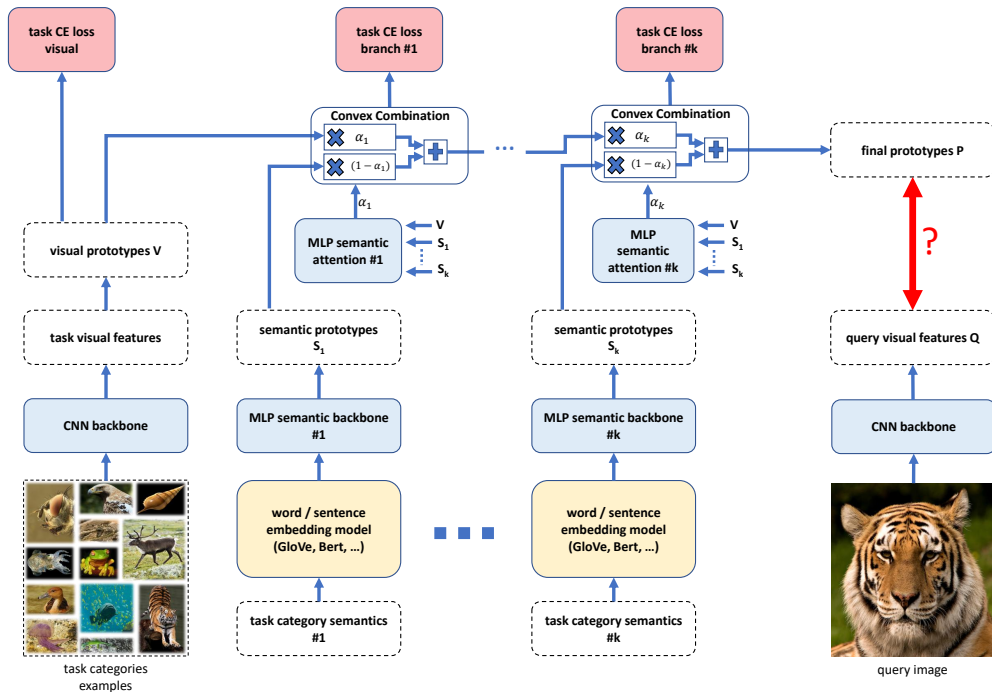 task CE loss
visual
task CE loss
branch #1
task CE loss
branch #k
Convex Combination
α₁
(1 − α₁)
Convex Combination
αₖ
(1 − αₖ)
...
final prototypes P
α₁
αₖ
MLP semantic
attention #1
V
S₁
Sₖ
MLP
semantic
attention #k
V
S₁
Sₖ
?
visual prototypes V
task visual features
semantic prototypes
S₁
semantic prototypes
Sₖ
query visual features Q
CNN backbone
MLP semantic backbone
#1
MLP semantic backbone
#k
CNN backbone
word / sentence
embedding model
(GloVe, Bert, ...)
word / sentence
embedding model
(GloVe, Bert, ...)
task category semantics
#1
task category semantics
#k
task categories
examples
query image